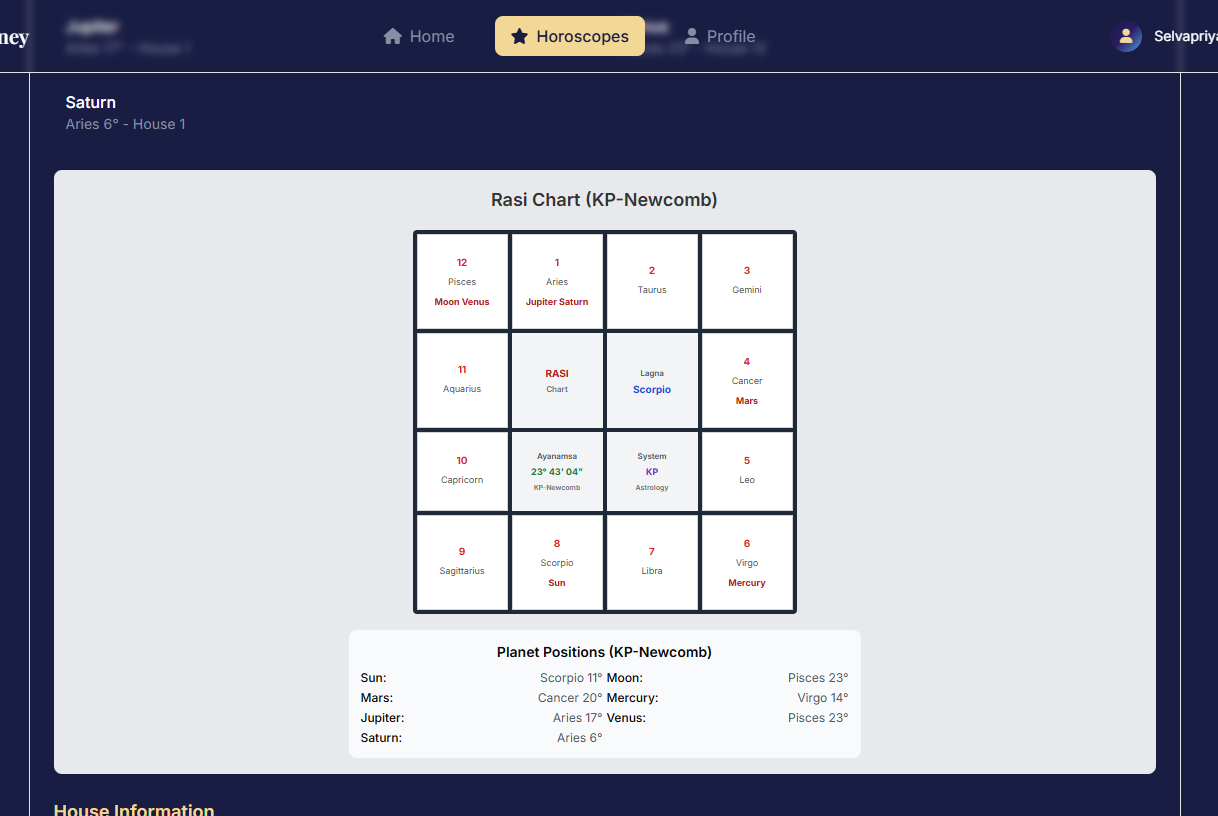 ney
Jupiter
Home
Horoscopes
Profile
Selvapriya
Saturn
Aries 6° - House 1
Rasi Chart (KP-Newcomb)
12
Pisces
Moon Venus
1
Aries
Jupiter Saturn
2
Taurus
3
Gemini
11
Aquarius
RASI
Chart
Lagna
Scorpio
4
Cancer
Mars
10
Capricorn
Ayanamsa
23° 43' 04"
KP-Newcomb
System
KP
Astrology
5
Leo
9
Sagittarius
8
Scorpio
Sun
7
Libra
6
Virgo
Mercury
Planet Positions (KP-Newcomb)
Sun: Scorpio 11° Moon: Pisces 23°
Mars: Cancer 20° Mercury: Virgo 14°
Jupiter: Aries 17° Venus: Pisces 23°
Saturn: Aries 6°
House Information